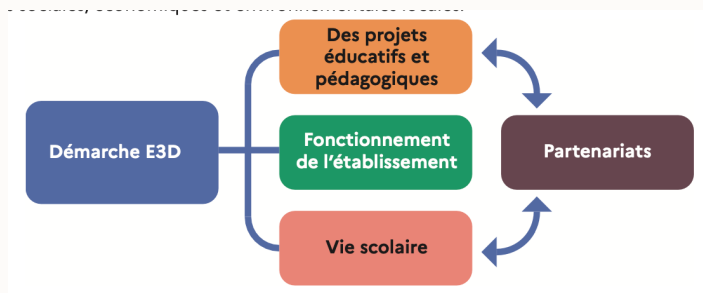 Des projets
éducatifs et
pédagogiques
Démarche E3D
Fonctionnement
de l'établissement
Partenariats
Vie scolaire